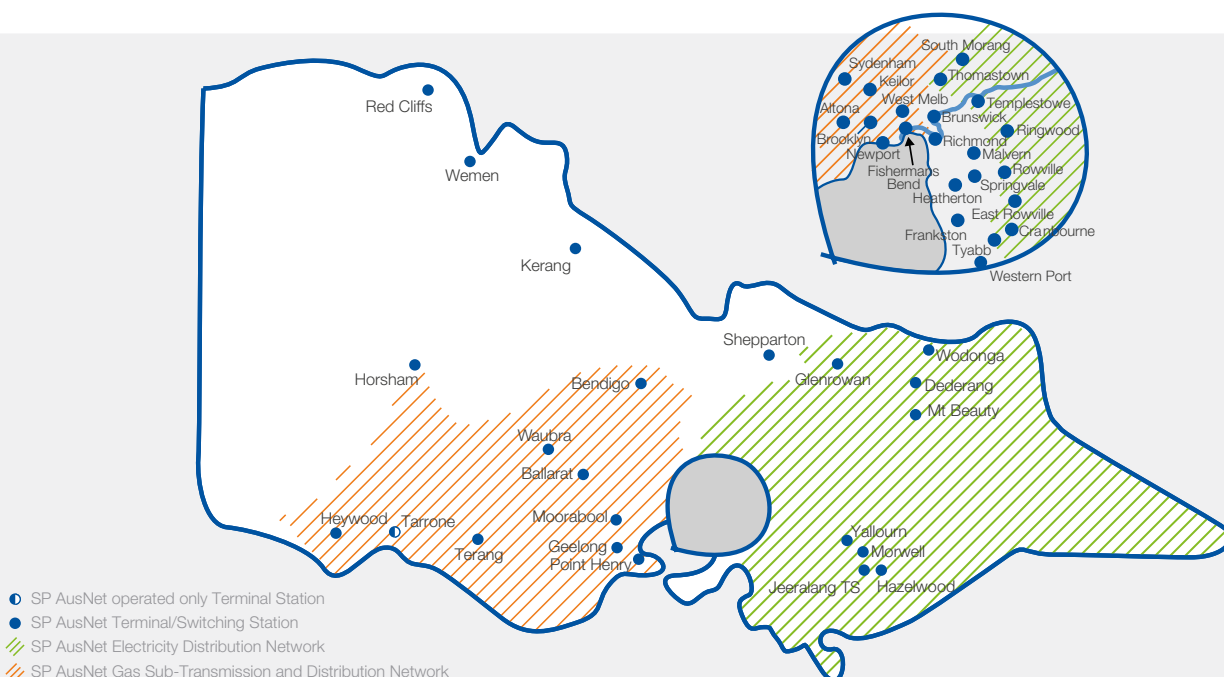 South Morang
Sydenham
Thomastown
Keilor
West Melb
Templestowe
Altona
Brunswick
Ringwood
Brooklyn
Richmond
Newport
Malvern
Fishermans
Bend
Rowville
Springvale
Heatherton
East Rowville
Frankston
Cranbourne
Tyabb
Western Port
Red Cliffs
Wemen
Kerang
Shepparton
Wodonga
Horsham
Bendigo
Glenrowan
Dederang
Mt Beauty
Waubra
Ballarat
Moorabool
Heywood
Tarrone
Terang
Geelong
Point Henry
Yallourn
Morwell
Jeeralang TS
Hazelwood
SP AusNet operated only Terminal Station
SP AusNet Terminal/Switching Station
SP AusNet Electricity Distribution Network
SP AusNet Gas Sub-Transmission and Distribution Network